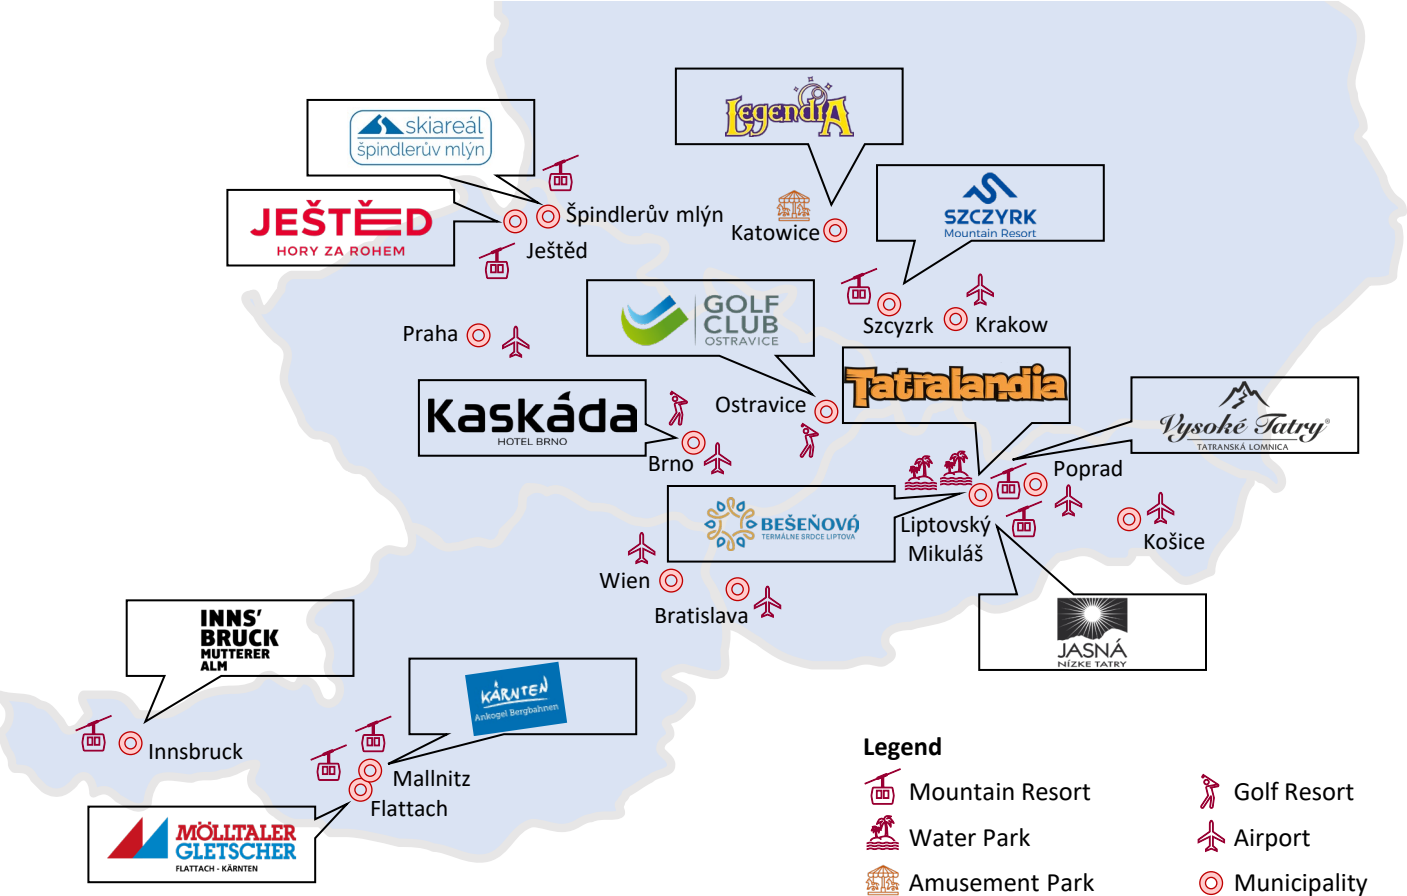 LegendiA
skiareál
špindlerův mlýn
SZCZYRK
Mountain Resort
JEŠTĚD
HORY ZA ROHEM
Špindlerův mlýn
Katowice
Ještěd
GOLF
CLUB
OSTRAVICE
Szcyzrk
Krakow
Praha
Tatralandia
Kaskáda
HOTEL BRNO
Ostravice
Vysoké Tatry®
TATRANSKÁ LOMNICA
Brno
Poprad
BEŠEŇOVÁ
TERMÁLNE SRDCE LIPTOVA
Liptovský
Mikuláš
Košice
Wien
Bratislava
JASNÁ
NÍZKE TATRY
INNS'
BRUCK
MUTTERER
ALM
KÄRNTEN
Ankogel Bergbahnen
Innsbruck
Mallnitz
Flattach
MÖLLTALER
GLETSCHER
FLATTACH - KÄRNTEN
Legend
Mountain Resort
Golf Resort
Water Park
Airport
Amusement Park
Municipality